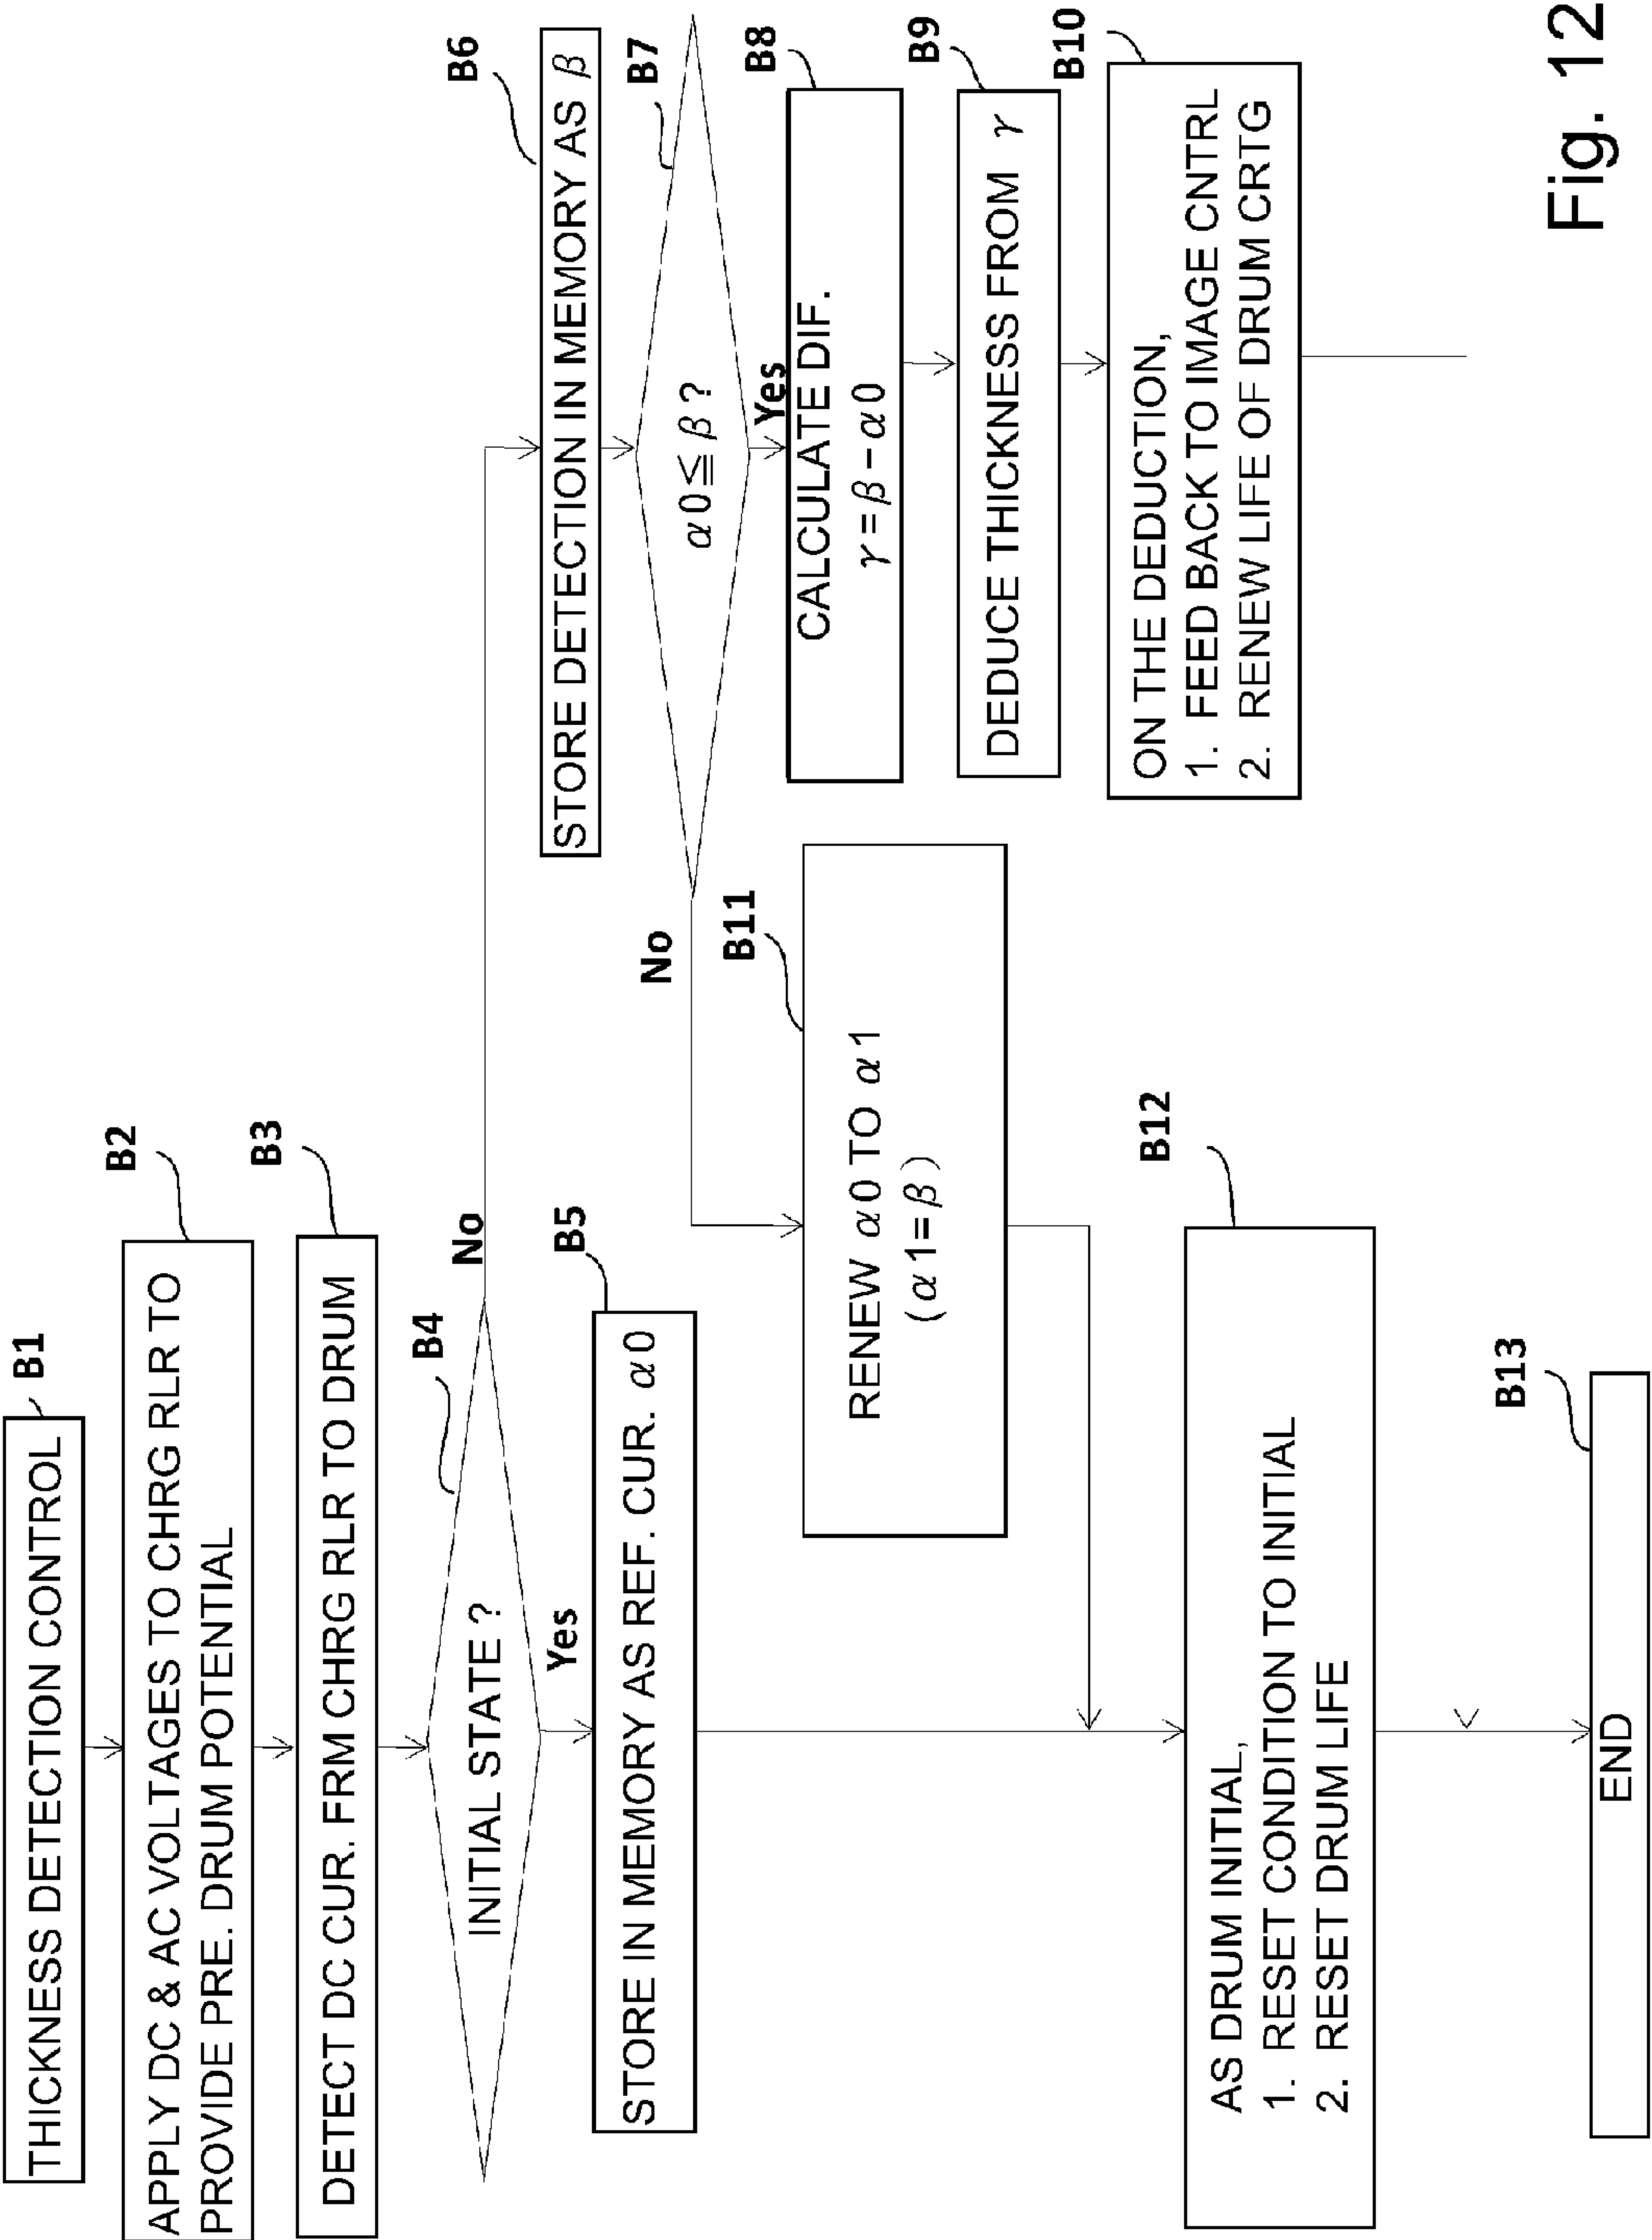 THICKNESS DETECTION CONTROL
B1
APPLY DC & AC VOLTAGES TO CHRG RLR TO
PROVIDE PRE. DRUM POTENTIAL
B2
DETECT DC CUR. FRM CHRG RLR TO DRUM
B3
INITIAL STATE ?
B4
No
Yes
STORE IN MEMORY AS REF. CUR. α0
B5
STORE DETECTION IN MEMORY AS β
B6
α0≦β ?
B7
No
Yes
CALCULATE DIF.
γ=β−α0
B8
DEDUCE THICKNESS FROM γ
B9
ON THE DEDUCTION,
1. FEED BACK TO IMAGE CNTRL
2. RENEW LIFE OF DRUM CRTG
B10
RENEW α0 TO α1
(α1=β)
B11
AS DRUM INITIAL,
1. RESET CONDITION TO INITIAL
2. RESET DRUM LIFE
B12
END
B13
Fig. 12